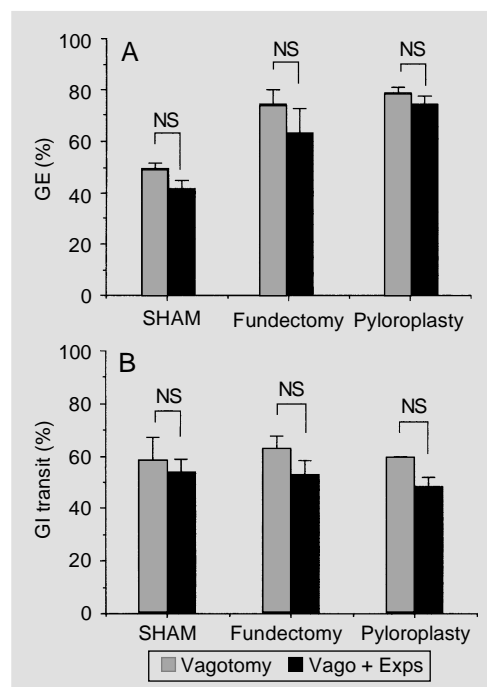 A
GE (%)
100
80
60
40
20
0
NS
NS
NS
SHAM
Fundectomy
Pyloroplasty
B
GI transit (%)
100
80
60
40
20
0
NS
NS
NS
SHAM
Fundectomy
Pyloroplasty
Vagotomy
Vago + Exps